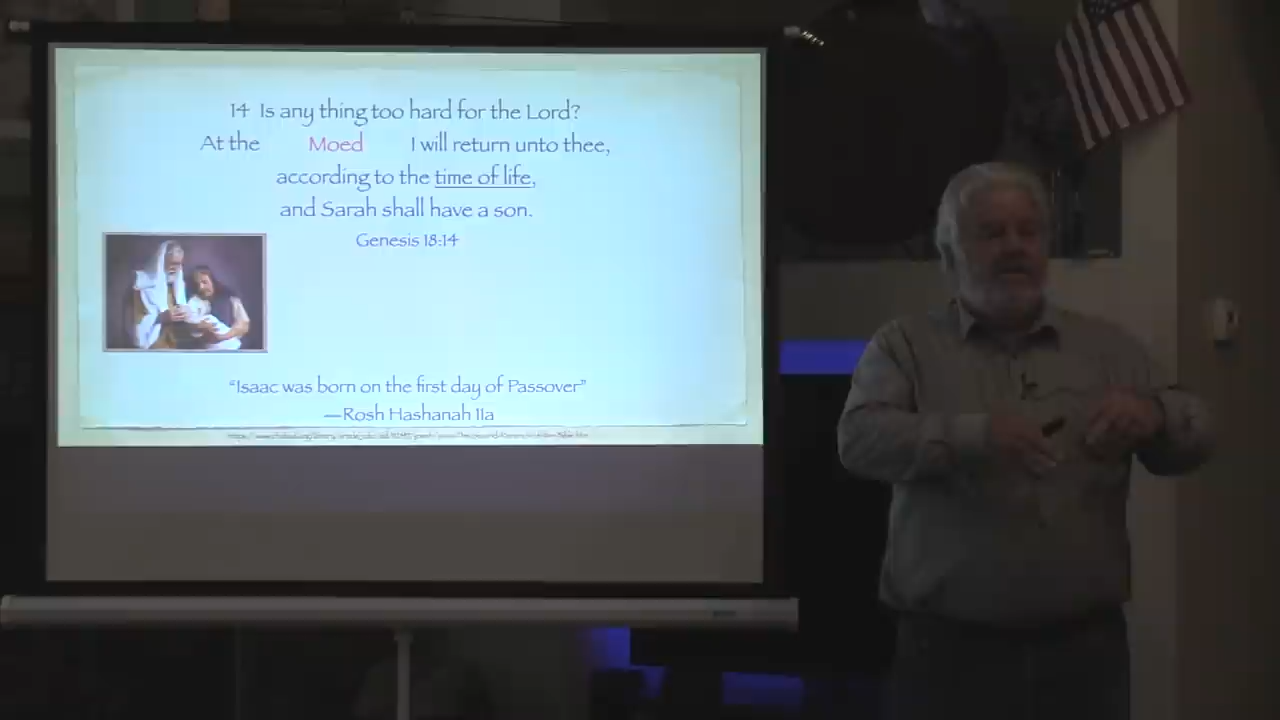 14 Is any thing too hard for the Lord?
At the Moed I will return unto thee,
according to the time of life,
and Sarah shall have a son.
Genesis 18:14
“Isaac was born on the first day of Passover”
—Rosh Hashanah 11a